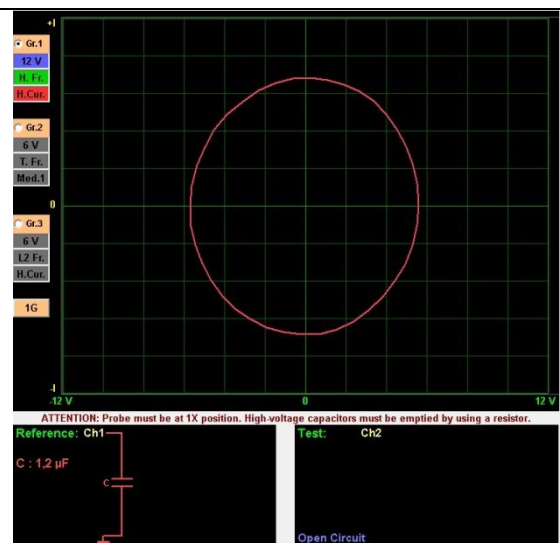 +I
Gr.1
12 V
H. Fr.
H.Cur.
Gr.2
6 V
T. Fr.
Med.1
0
Gr.3
6 V
L2 Fr.
H.Cur.
1G
-I
-12 V 0 12 V
ATTENTION: Probe must be at 1X position. High-voltage capacitors must be emptied by using a resistor.
Reference: Ch1
C : 1,2 µF
C
Test: Ch2
Open Circuit